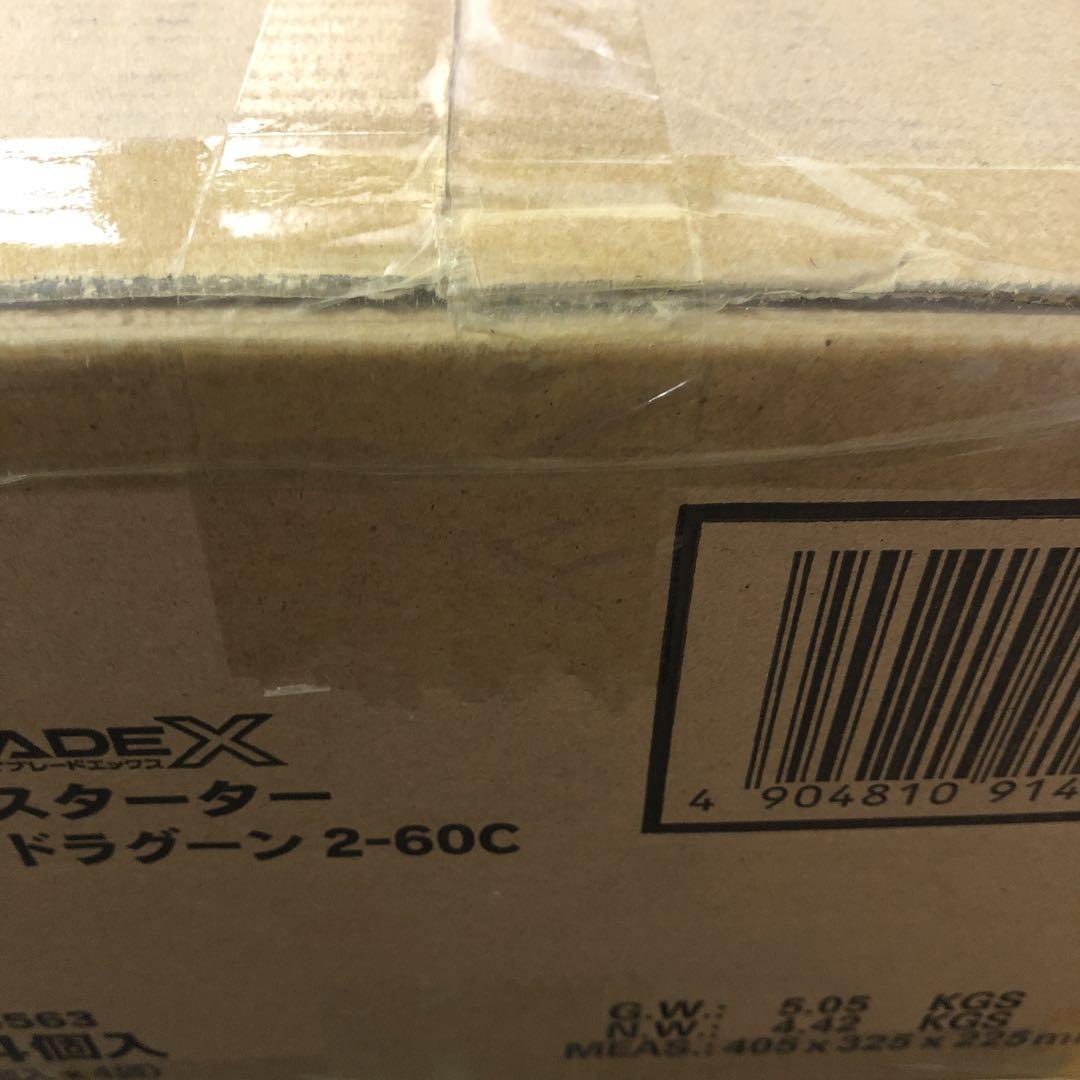 ADEX
ブレードエックス
スターター
ドラグーン 2-60C
4 904810 914
563
4個入
G.W.: 5.05 KGS
N.W.: 4.42 KGS
MEAS.: 405 x 325 x 225m